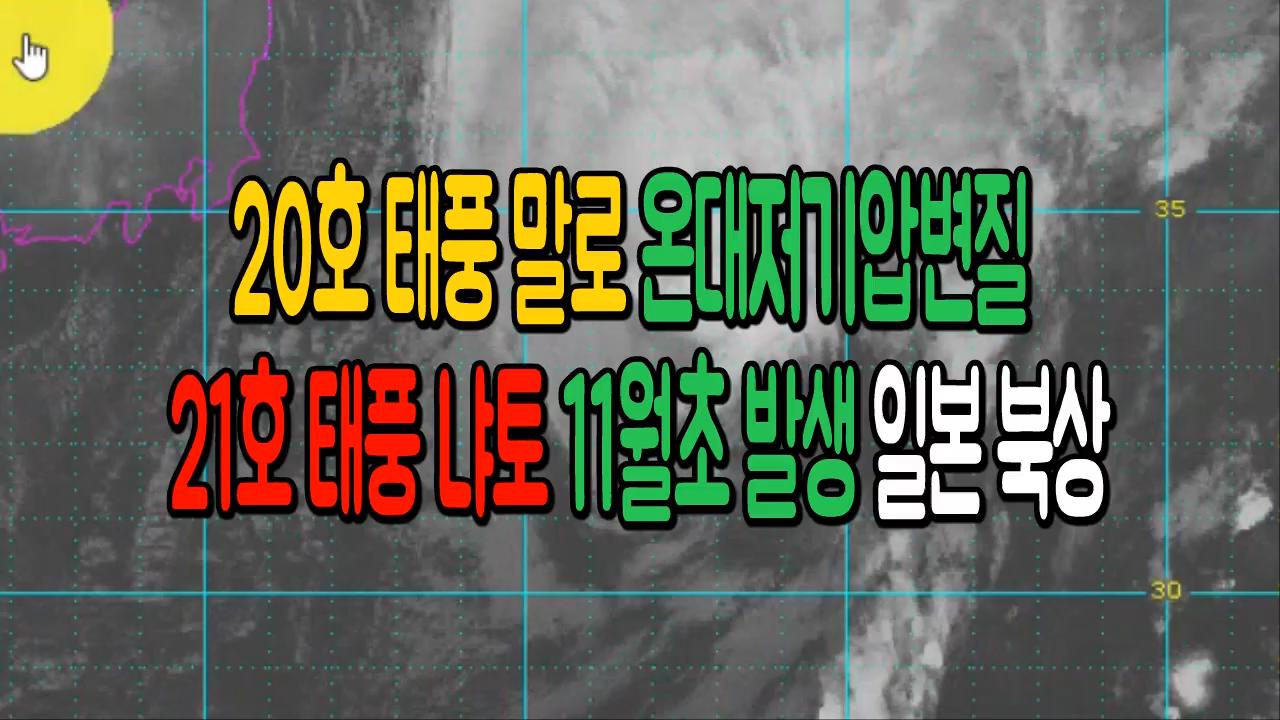 35
20호 태풍 말로 온대저기압변질
21호 태풍 냐토 11월초 발생 일본 북상
30